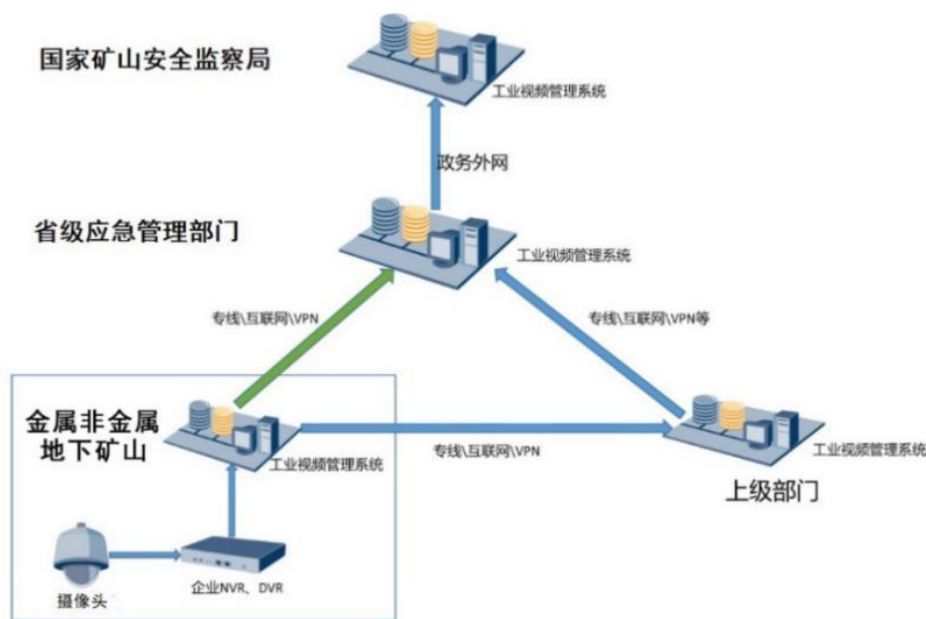 国家矿山安全监察局
工业视频管理系统
政务外网
省级应急管理部门
工业视频管理系统
专线\互联网\VPN
专线\互联网\VPN等
金属非金属
地下矿山
工业视频管理系统
专线\互联网\VPN
工业视频管理系统
上级部门
摄像头
企业NVR、DVR